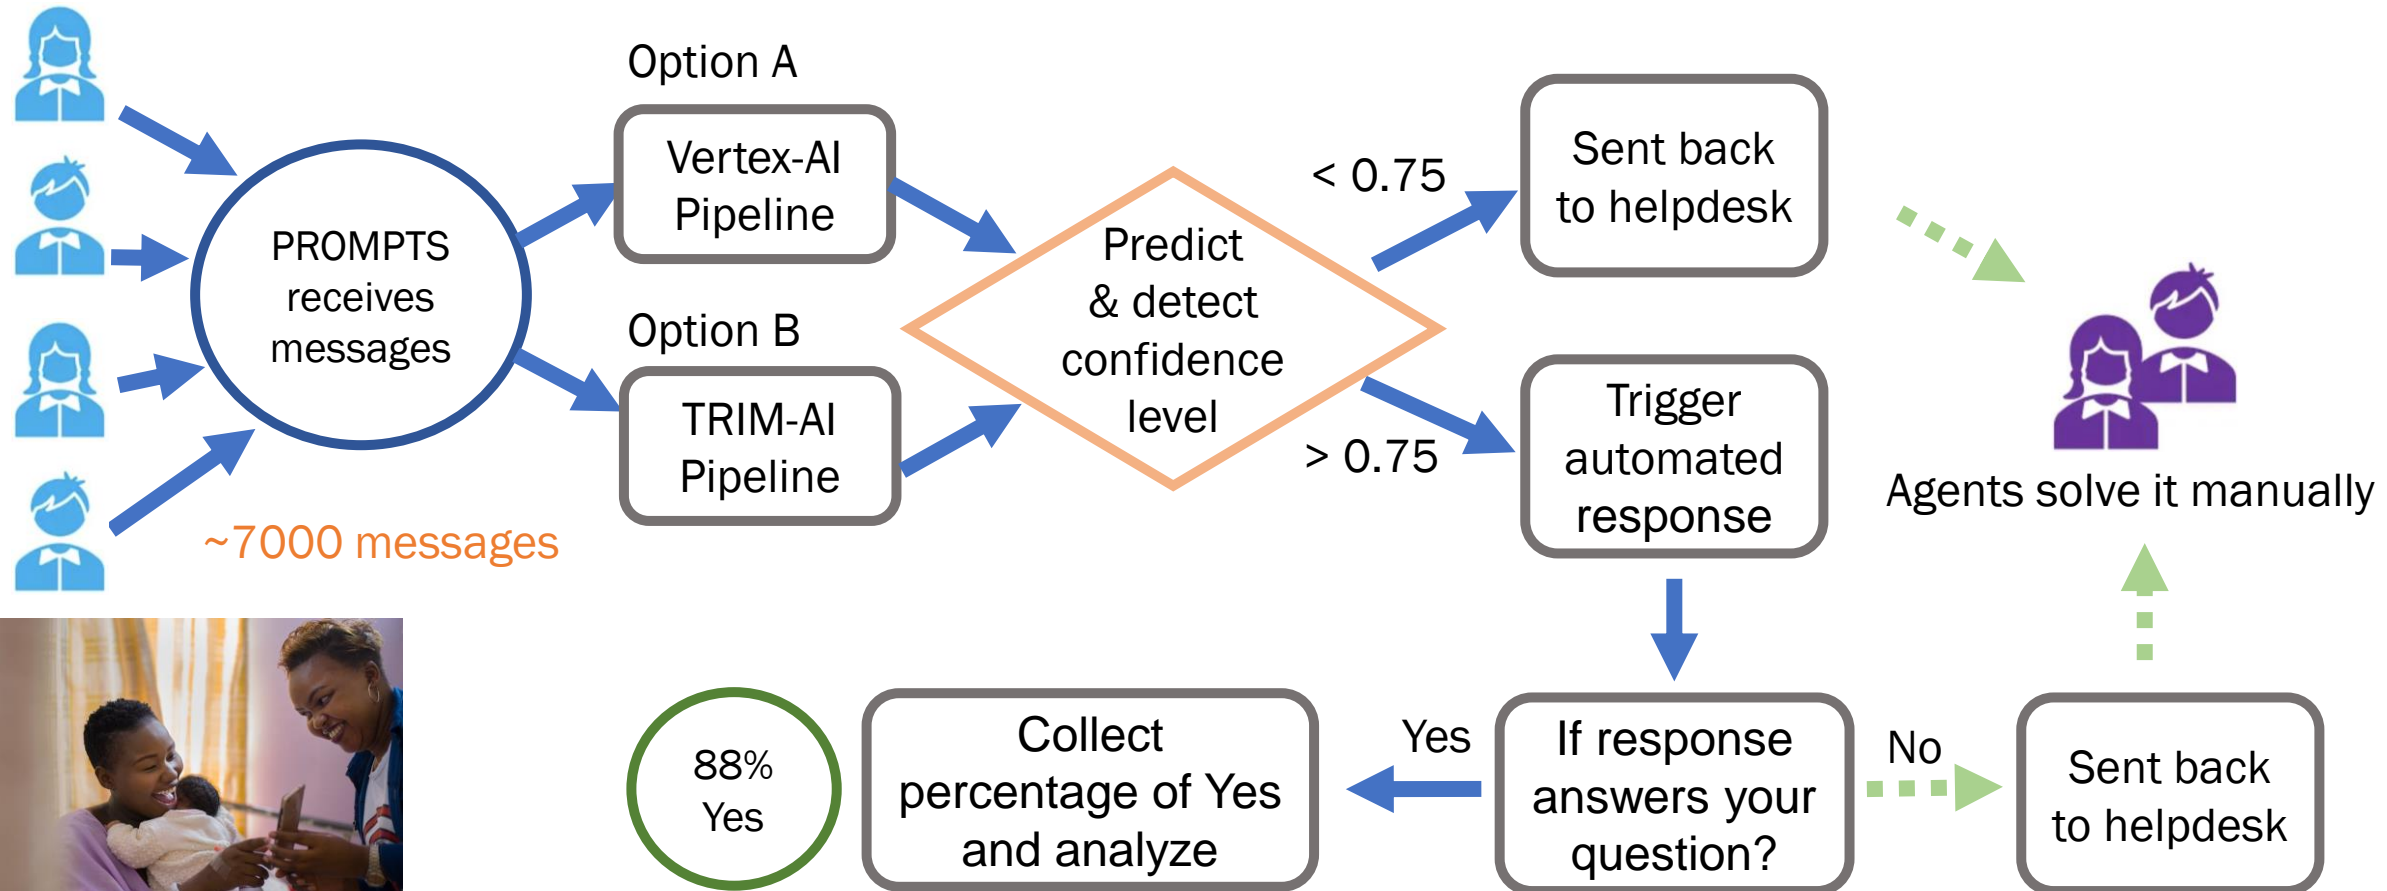 Option A
Vertex-AI
Pipeline
PROMPTS
receives
messages
Option B
TRIM-AI
Pipeline
~7000 messages
Predict
& detect
confidence
level
< 0.75
Sent back
to helpdesk
> 0.75
Trigger
automated
response
Agents solve it manually
If response
answers your
question?
Yes
No
Collect
percentage of Yes
and analyze
88%
Yes
Sent back
to helpdesk